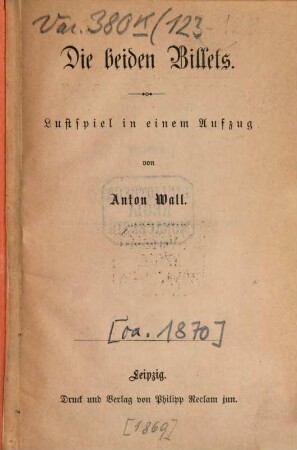 Var. 380k (123
Die beiden Billets.
Lustspiel in einem Aufzug
von
Anton Wall.
[ca. 1870]
Leipzig.
Druck und Verlag von Philipp Reclam jun.
[1869]